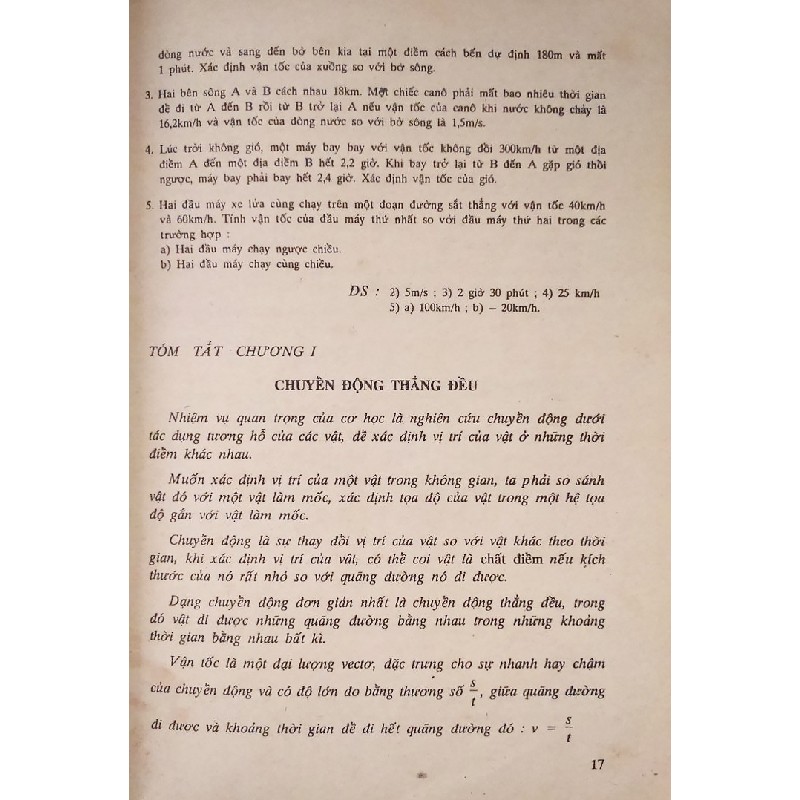 dòng nước và sang đến bờ bên kia tại một điểm cách bến dự định 180m và mất
1 phút. Xác định vận tốc của xuồng so với bờ sông.
3. Hai bến sông A và B cách nhau 18km. Một chiếc canô phải mất bao nhiêu thời gian
để đi từ A đến B rồi từ B trở lại A nếu vận tốc của canô khi nước không chảy là
16,2km/h và vận tốc của dòng nước so với bờ sông là 1,5m/s.
4. Lúc trời không gió, một máy bay bay với vận tốc không đổi 300km/h từ một địa
điểm A đến một địa điểm B hết 2,2 giờ. Khi bay trở lại từ B đến A gặp gió thổi
ngược, máy bay phải bay hết 2,4 giờ. Xác định vận tốc của gió.
5. Hai đầu máy xe lửa cùng chạy trên một đoạn đường sắt thẳng với vận tốc 40km/h
và 60km/h. Tính vận tốc của đầu máy thứ nhất so với đầu máy thứ hai trong các
trường hợp :
a) Hai đầu máy chạy ngược chiều.
b) Hai đầu máy chạy cùng chiều.
ĐS : 2) 5m/s ; 3) 2 giờ 30 phút ; 4) 25 km/h
5) a) 100km/h ; b) − 20km/h.
TÓM TẮT CHƯƠNG I
CHUYỂN ĐỘNG THẲNG ĐỀU
Nhiệm vụ quan trọng của cơ học là nghiên cứu chuyển động dưới
tác dụng tương hỗ của các vật, để xác định vị trí của vật ở những thời
điểm khác nhau.
Muốn xác định vị trí của một vật trong không gian, ta phải so sánh
vật đó với một vật làm mốc, xác định tọa độ của vật trong một hệ tọa
độ gắn với vật làm mốc.
Chuyển động là sự thay đổi vị trí của vật so với vật khác theo thời
gian, khi xác định vị trí của vật, có thể coi vật là chất điểm nếu kích
thước của nó rất nhỏ so với quãng đường nó đi được.
Dạng chuyển động đơn giản nhất là chuyển động thẳng đều, trong
đó vật đi được những quãng đường bằng nhau trong những khoảng
thời gian bằng nhau bất kì.
Vận tốc là một đại lượng vectơ, đặc trưng cho sự nhanh hay chậm
của chuyển động và có độ lớn đo bằng thương số s/t, giữa quãng đường
đi được và khoảng thời gian để đi hết quãng đường đó : v = s/t
17